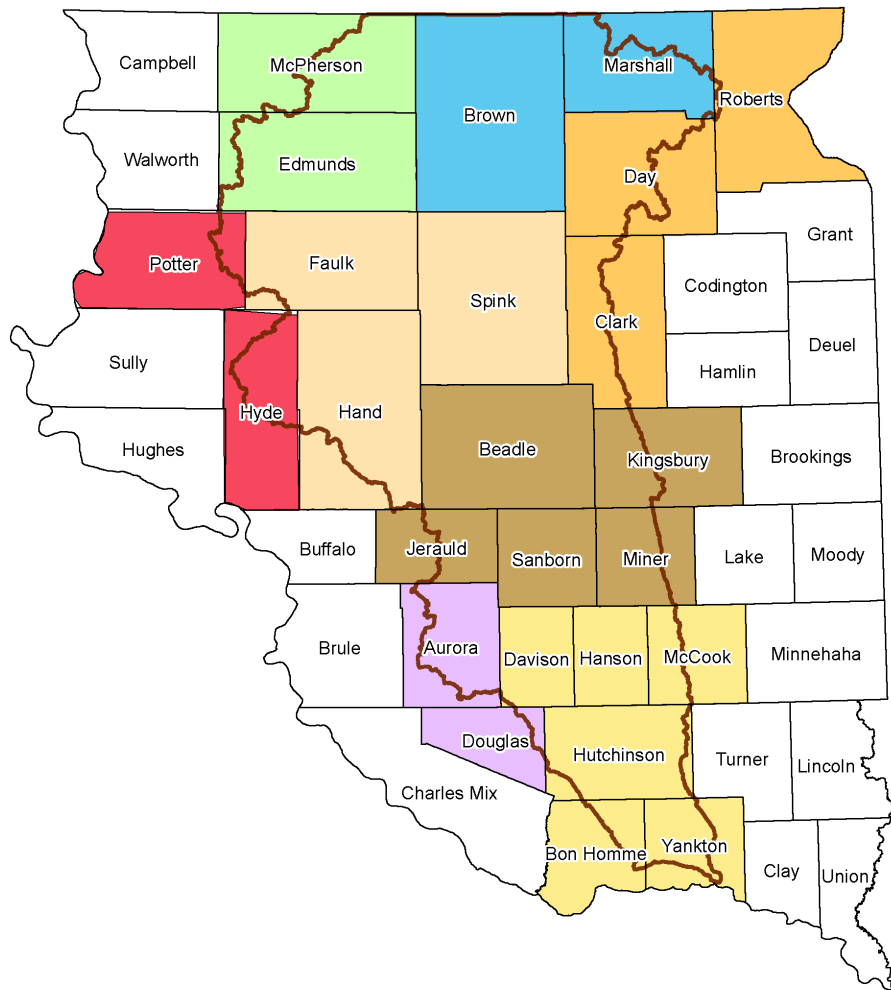 Campbell
McPherson
Marshall
Roberts
Brown
Walworth
Edmunds
Day
Grant
Potter
Faulk
Spink
Codington
Clark
Deuel
Sully
Hamlin
Hyde
Hand
Hughes
Beadle
Kingsbury
Brookings
Buffalo
Jerauld
Sanborn
Miner
Lake
Moody
Brule
Aurora
Davison
Hanson
McCook
Minnehaha
Douglas
Hutchinson
Turner
Lincoln
Charles Mix
Bon Homme
Yankton
Clay
Union